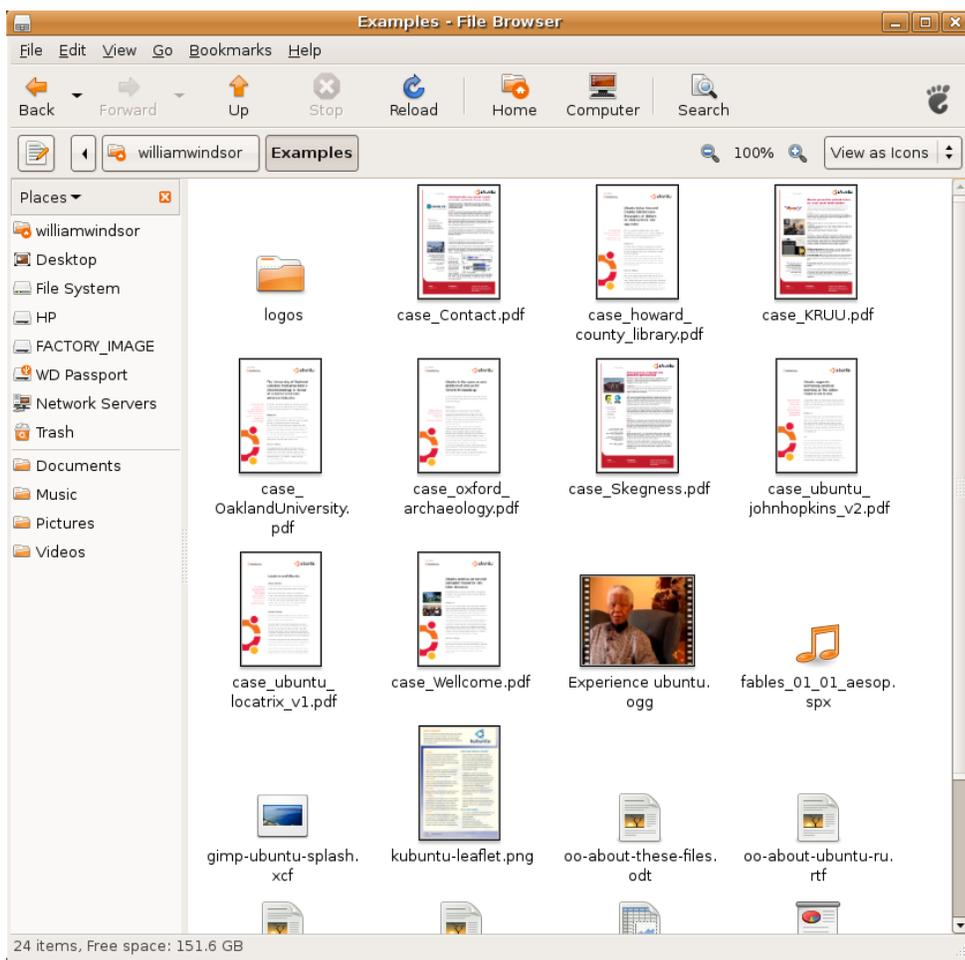 Examples - File Browser
File Edit View Go Bookmarks Help
Back Forward Up Stop Reload Home Computer Search
williamwindsor Examples 100% View as Icons
Places
williamwindsor
Desktop
File System
HP
FACTORY_IMAGE
WD Passport
Network Servers
Trash
Documents
Music
Pictures
Videos
logos
case_Contact.pdf
case_howard_
county_library.pdf
case_KRUU.pdf
case_
OaklandUniversity.
pdf
case_oxford_
archaeology.pdf
case_Skegness.pdf
case_ubuntu_
johnhopkins_v2.pdf
case_ubuntu_
locatrix_v1.pdf
case_Wellcome.pdf
Experience ubuntu.
ogg
fables_01_01_aesop.
spx
gimp-ubuntu-splash.
xcf
kubuntu-leaflet.png
oo-about-these-files.
odt
oo-about-ubuntu-ru.
rtf
24 items, Free space: 151.6 GB